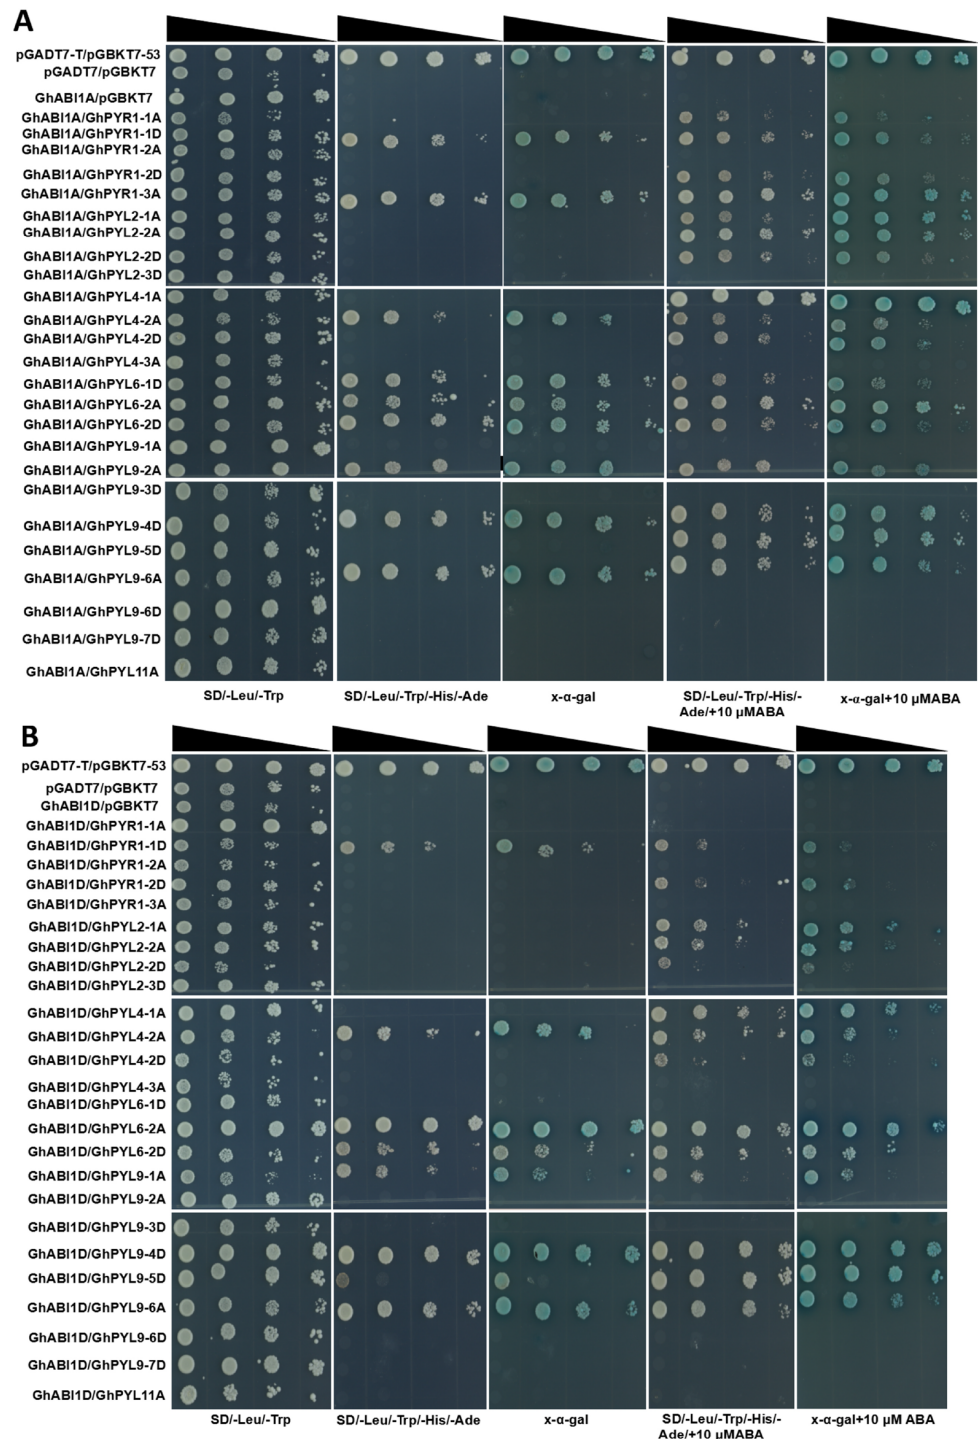 A
pGADT7-T/pGBKT7-53
pGADT7/pGBKT7
GhABI1A/pGBKT7
GhABI1A/GhPYR1-1A
GhABI1A/GhPYR1-1D
GhABI1A/GhPYR1-2A
GhABI1A/GhPYR1-2D
GhABI1A/GhPYR1-3A
GhABI1A/GhPYL2-1A
GhABI1A/GhPYL2-2A
GhABI1A/GhPYL2-2D
GhABI1A/GhPYL2-3D
GhABI1A/GhPYL4-1A
GhABI1A/GhPYL4-2A
GhABI1A/GhPYL4-2D
GhABI1A/GhPYL4-3A
GhABI1A/GhPYL6-1D
GhABI1A/GhPYL6-2A
GhABI1A/GhPYL6-2D
GhABI1A/GhPYL9-1A
GhABI1A/GhPYL9-2A
GhABI1A/GhPYL9-3D
GhABI1A/GhPYL9-4D
GhABI1A/GhPYL9-5D
GhABI1A/GhPYL9-6A
GhABI1A/GhPYL9-6D
GhABI1A/GhPYL9-7D
GhABI1A/GhPYL11A
SD/-Leu/-Trp
SD/-Leu/-Trp/-His/-Ade
x-α-gal
SD/-Leu/-Trp/-His/-
Ade/+10 μMABA
x-α-gal+10 μMABA
B
pGADT7-T/pGBKT7-53
pGADT7/pGBKT7
GhABI1D/pGBKT7
GhABI1D/GhPYR1-1A
GhABI1D/GhPYR1-1D
GhABI1D/GhPYR1-2A
GhABI1D/GhPYR1-2D
GhABI1D/GhPYR1-3A
GhABI1D/GhPYL2-1A
GhABI1D/GhPYL2-2A
GhABI1D/GhPYL2-2D
GhABI1D/GhPYL2-3D
GhABI1D/GhPYL4-1A
GhABI1D/GhPYL4-2A
GhABI1D/GhPYL4-2D
GhABI1D/GhPYL4-3A
GhABI1D/GhPYL6-1D
GhABI1D/GhPYL6-2A
GhABI1D/GhPYL6-2D
GhABI1D/GhPYL9-1A
GhABI1D/GhPYL9-2A
GhABI1D/GhPYL9-3D
GhABI1D/GhPYL9-4D
GhABI1D/GhPYL9-5D
GhABI1D/GhPYL9-6A
GhABI1D/GhPYL9-6D
GhABI1D/GhPYL9-7D
GhABI1D/GhPYL11A
SD/-Leu/-Trp
SD/-Leu/-Trp/-His/-Ade
x-α-gal
SD/-Leu/-Trp/-His/-
Ade/+10 μMABA
x-α-gal+10 μM ABA